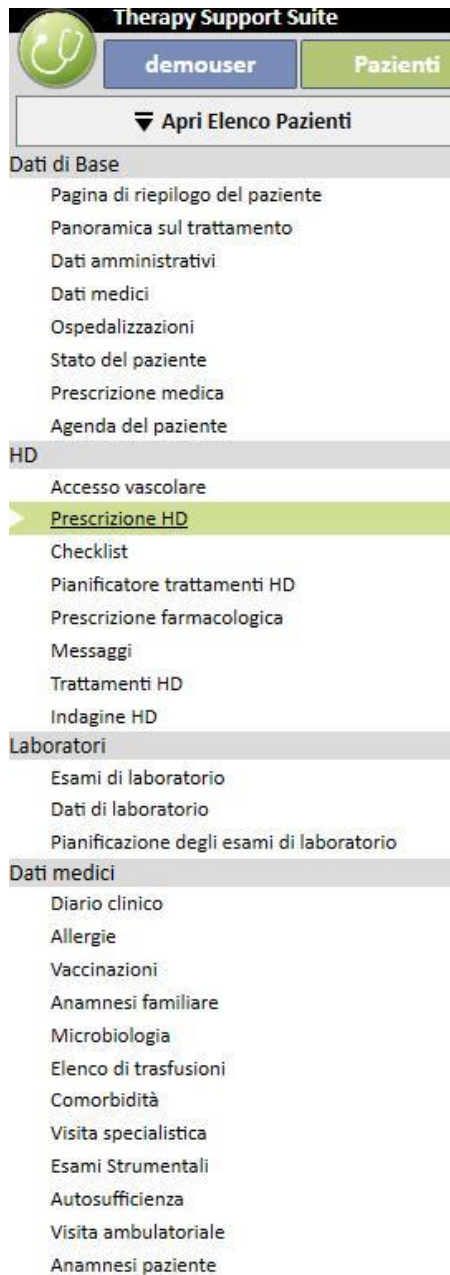 Therapy Support Suite
demouser
Pazienti
Apri Elenco Pazienti
Dati di Base
Pagina di riepilogo del paziente
Panoramica sul trattamento
Dati amministrativi
Dati medici
Ospedalizzazioni
Stato del paziente
Prescrizione medica
Agenda del paziente
HD
Accesso vascolare
Prescrizione HD
Checklist
Pianificatore trattamenti HD
Prescrizione farmacologica
Messaggi
Trattamenti HD
Indagine HD
Laboratori
Esami di laboratorio
Dati di laboratorio
Pianificazione degli esami di laboratorio
Dati medici
Diario clinico
Allergie
Vaccinazioni
Anamnesi familiare
Microbiologia
Elenco di trasfusioni
Comorbidità
Visita specialistica
Esami Strumentali
Autosufficienza
Visita ambulatoriale
Anamnesi paziente